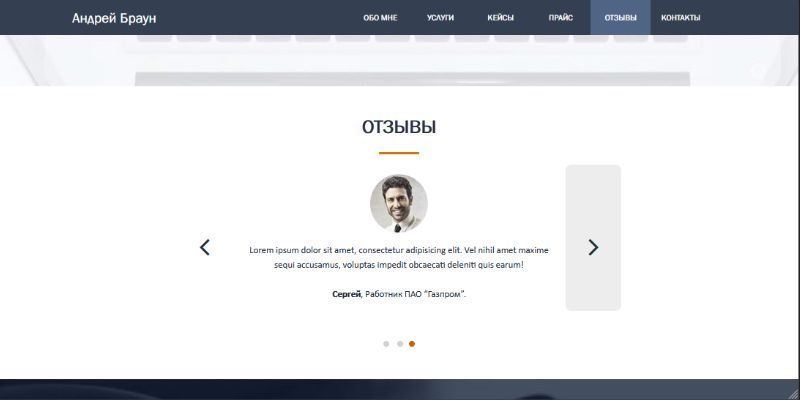 Андрей Браун
ОБО МНЕ
УСЛУГИ
КЕЙСЫ
ПРАЙС
ОТЗЫВЫ
КОНТАКТЫ
ОТЗЫВЫ
Lorem ipsum dolor sit amet, consectetur adipisicing elit. Vel nihil amet maxime
sequi accusamus, voluptas impedit obcaecati deleniti quis earum!
Сергей, Работник ПАО “Газпром”.